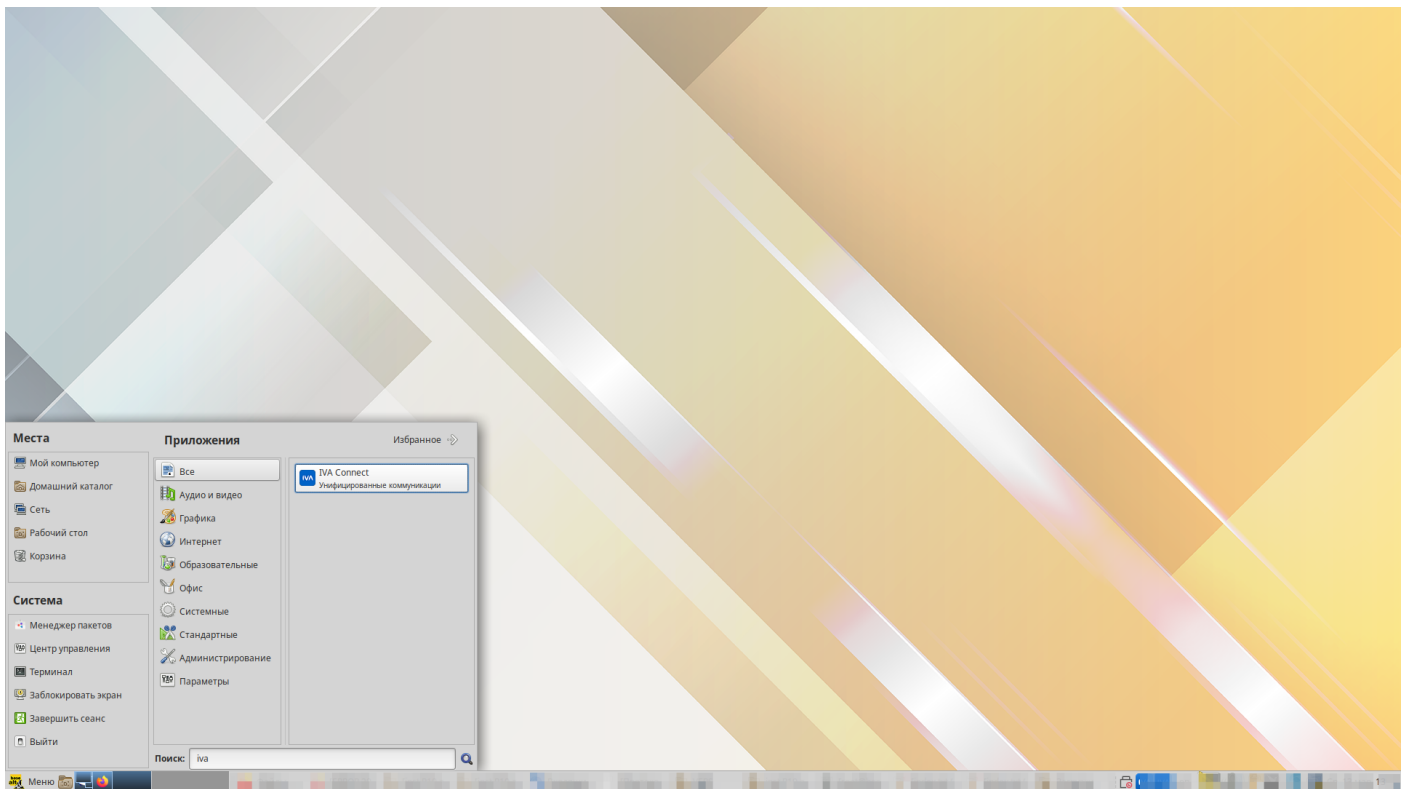 Места
Мой компьютер
Домашний каталог
Сеть
Рабочий стол
Корзина
Система
Менеджер пакетов
Центр управления
Терминал
Заблокировать экран
Завершить сеанс
Выйти
Приложения
Избранное
Все
Аудио и видео
Графика
Интернет
Образовательные
Офис
Системные
Стандартные
Администрирование
Параметры
IVA
IVA Connect
Унифицированные коммуникации
Поиск: iva
Меню